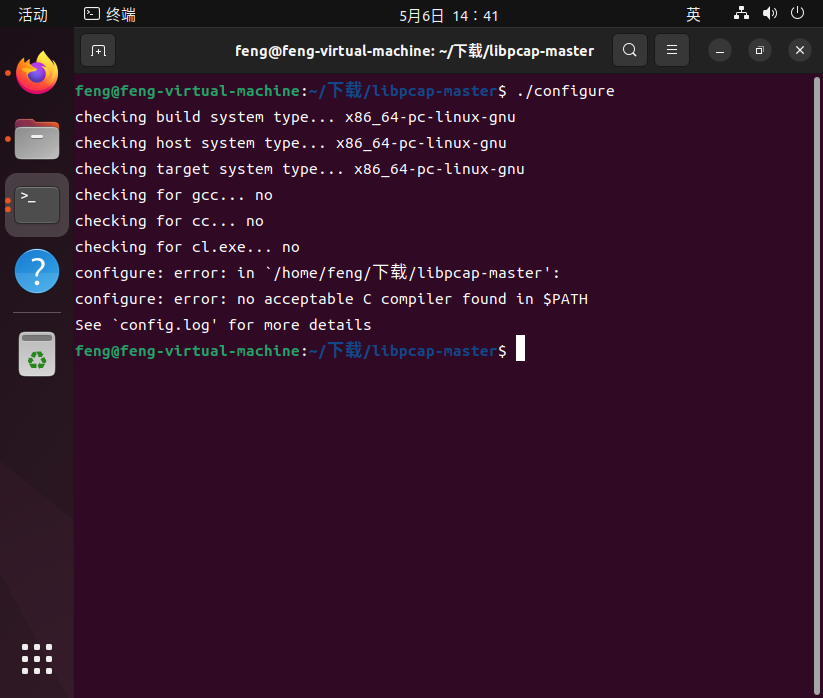 活动 终端 5月6日 14：41 英
feng@feng-virtual-machine: ~/下载/libpcap-master
feng@feng-virtual-machine:~/下载/libpcap-master$ ./configure
checking build system type... x86_64-pc-linux-gnu
checking host system type... x86_64-pc-linux-gnu
checking target system type... x86_64-pc-linux-gnu
checking for gcc... no
checking for cc... no
checking for cl.exe... no
configure: error: in `/home/feng/下载/libpcap-master':
configure: error: no acceptable C compiler found in $PATH
See `config.log' for more details
feng@feng-virtual-machine:~/下载/libpcap-master$